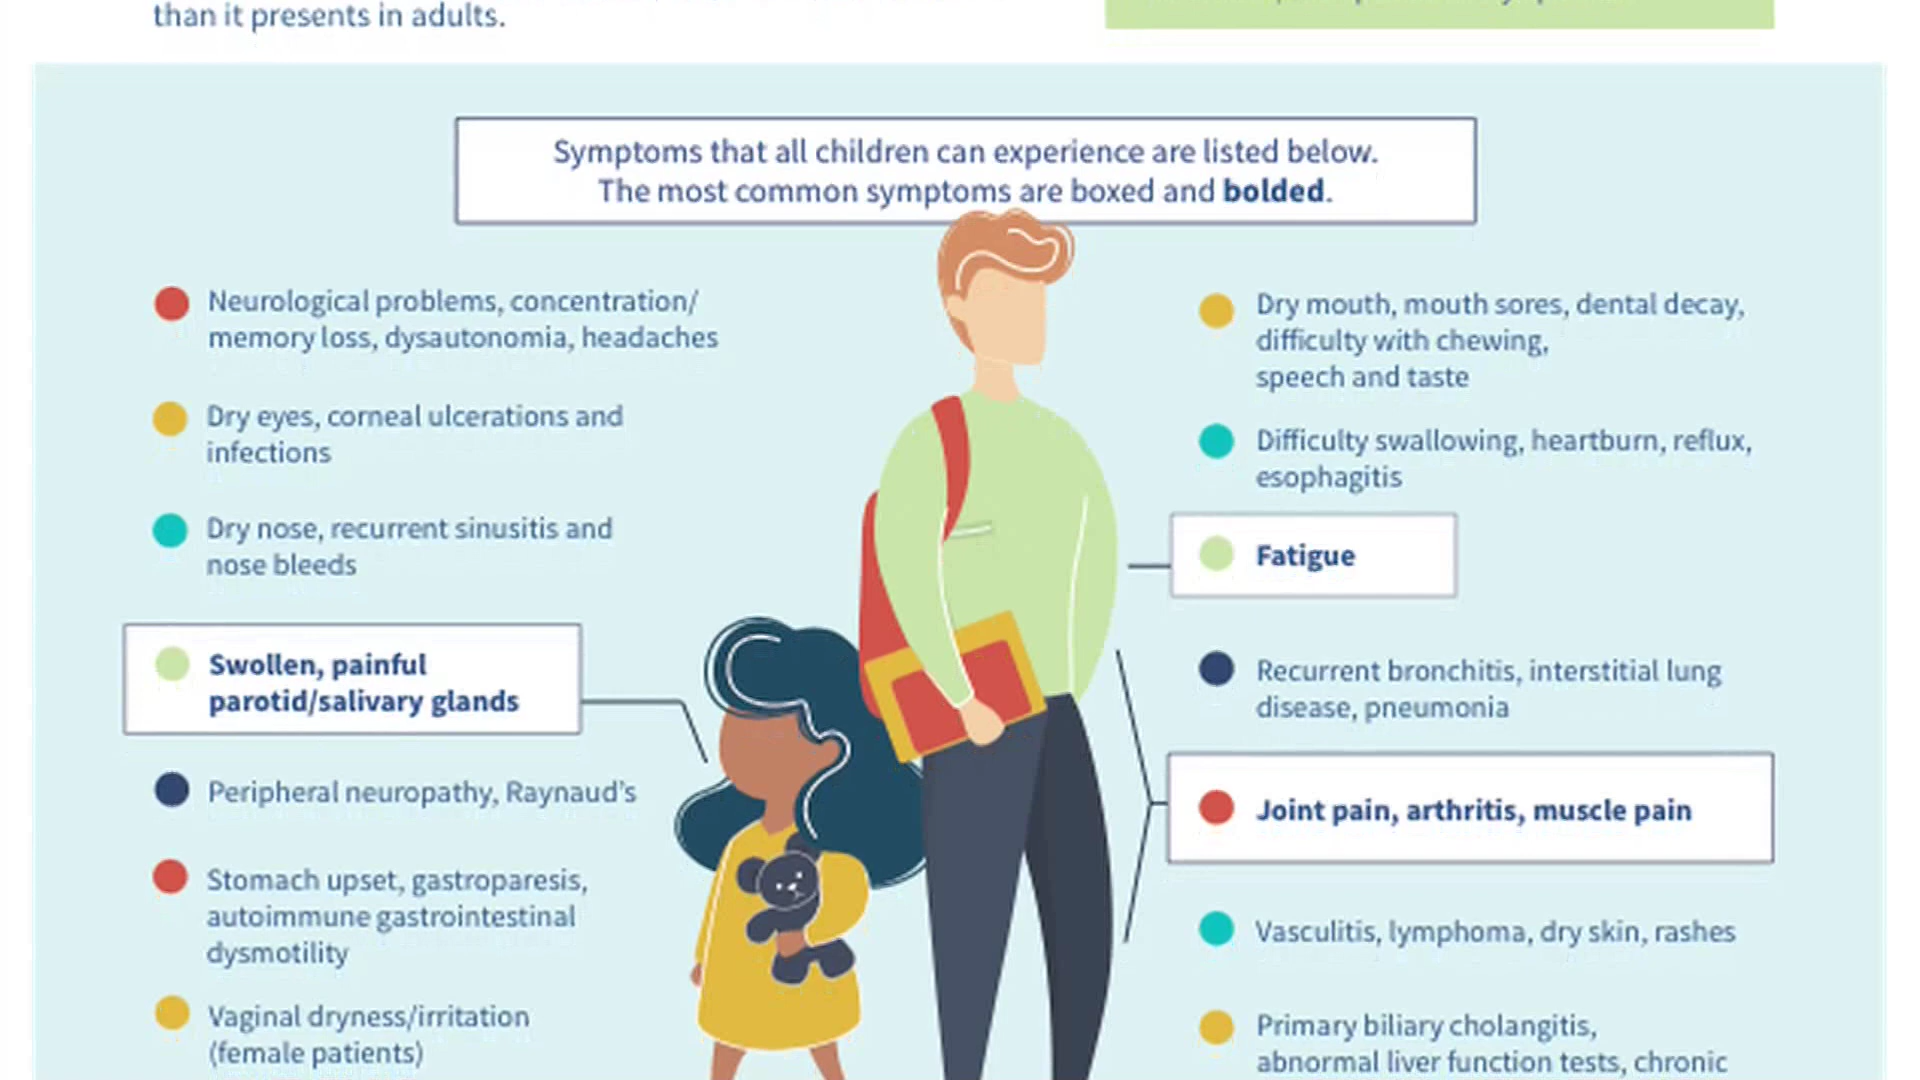 than it presents in adults.
Symptoms that all children can experience are listed below.
The most common symptoms are boxed and bolded.
Neurological problems, concentration/
memory loss, dysautonomia, headaches
Dry eyes, corneal ulcerations and
infections
Dry nose, recurrent sinusitis and
nose bleeds
Swollen, painful
parotid/salivary glands
Peripheral neuropathy, Raynaud’s
Stomach upset, gastroparesis,
autoimmune gastrointestinal
dysmotility
Vaginal dryness/irritation
(female patients)
Dry mouth, mouth sores, dental decay,
difficulty with chewing,
speech and taste
Difficulty swallowing, heartburn, reflux,
esophagitis
Fatigue
Recurrent bronchitis, interstitial lung
disease, pneumonia
Joint pain, arthritis, muscle pain
Vasculitis, lymphoma, dry skin, rashes
Primary biliary cholangitis,
abnormal liver function tests, chronic